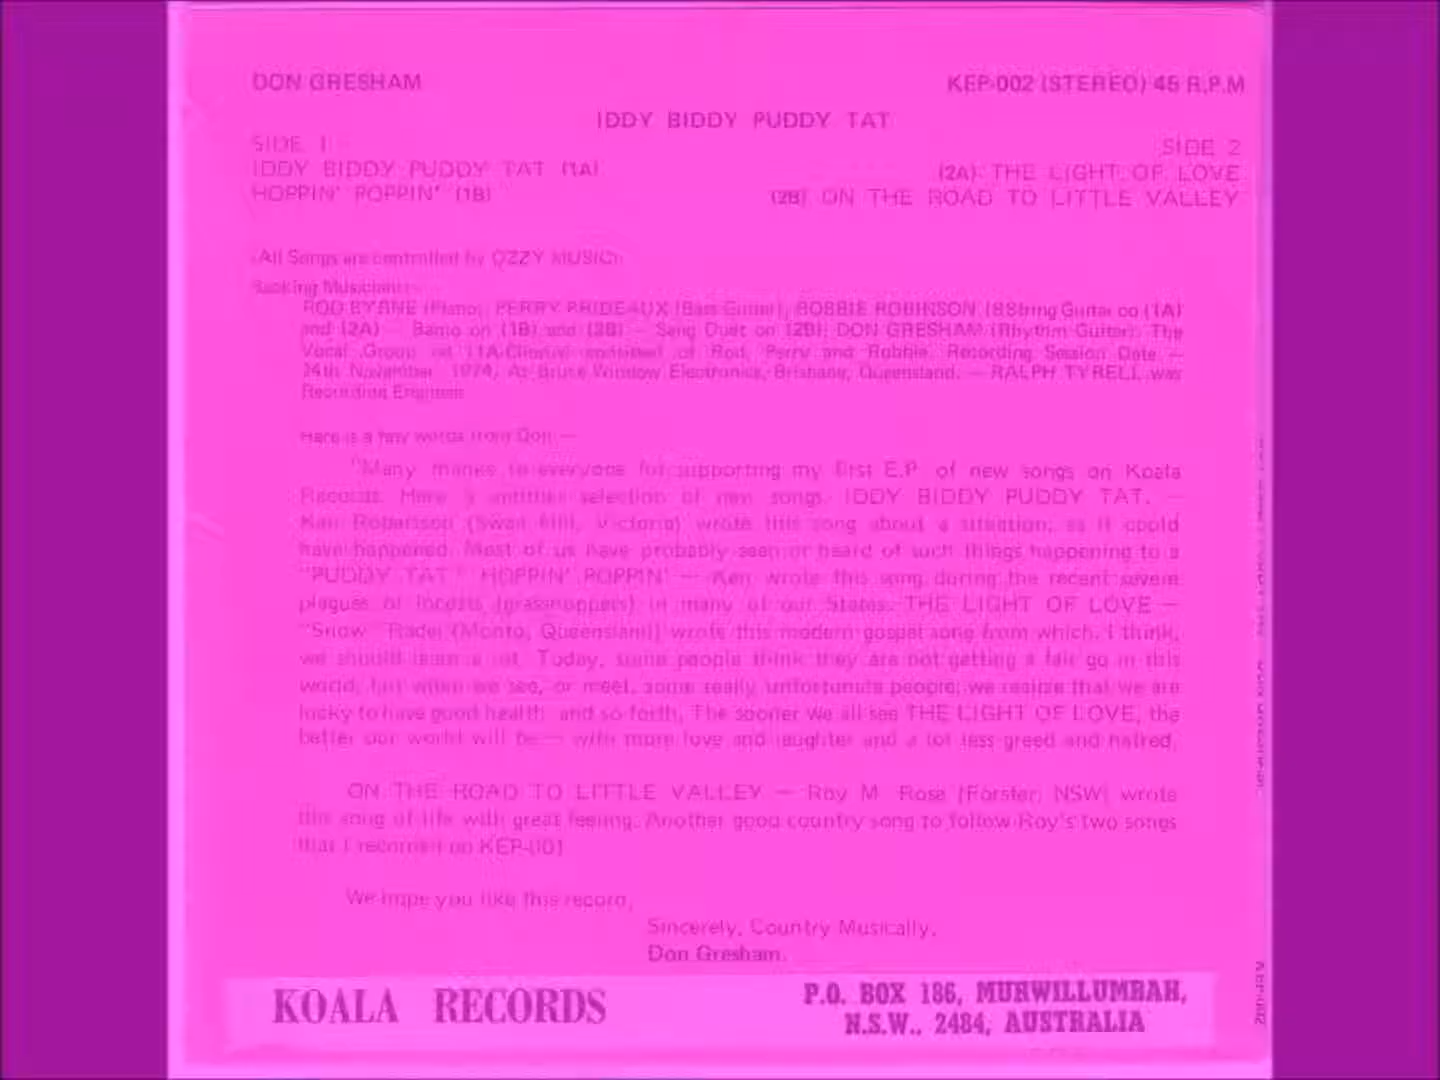 DON GRESHAM
KEP-002 (STEREO) 45 R.P.M
IDDY BIDDY PUDDY TAT
SIDE 1
IDDY BIDDY PUDDY TAT (1A)
HOPPIN' POPPIN' (1B)
SIDE 2
(2A) THE LIGHT OF LOVE
(2B) ON THE ROAD TO LITTLE VALLEY
(All Songs are controlled by OZZY MUSIC)
Backing Musicians:-
ROD BYRNE (Piano), PERRY PRIDEAUX (Bass Guitar), BOBBIE ROBINSON (8 String Guitar on (1A)
and (2A) — Banjo on (1B) and (2B) — Song Duet on (2B), DON GRESHAM (Rhythm Guitar). The
Vocal Group on (1A Chorus) consisted of Rod, Perry and Robbie. Recording Session Date —
24th November 1974, At Bruce Window Electronics, Brisbane, Queensland. — RALPH TYRELL was
Recording Engineer
Here is a few words from Don —
"Many thanks to everyone for supporting my first E.P. of new songs on Koala
Records. Here's another selection of new songs. IDDY BIDDY PUDDY TAT. —
Ken (Swan Hill, Victoria) wrote this song about a situation, as it could
have happened. Most of us have probably seen or heard of such things happening to a
"PUDDY TAT." HOPPIN' POPPIN' — Ken wrote this song during the recent severe
plagues of locusts (grasshoppers) in many of our States. THE LIGHT OF LOVE —
"Snow" (Monto, Queensland) wrote this modern gospel song from which, I think,
we should learn a lot. Today, some people think they are not getting a fair go in this
world, but when we see, or meet, some really unfortunate people, we realize that we are
lucky to have good health and so forth. The sooner we all see THE LIGHT OF LOVE, the
better our world will be — with more love and laughter and a lot less greed and hatred.
ON THE ROAD TO LITTLE VALLEY — Roy M. Rose (Forster, NSW) wrote
this song of life with great feeling. Another good country song to follow Roy's two songs
that I recorded on
We hope you like this record,
Sincerely, Country Musically,
Don Gresham.
KOALA RECORDS
P.O. BOX 186, MURWILLUMBAH,
N.S.W., 2484, AUSTRALIA